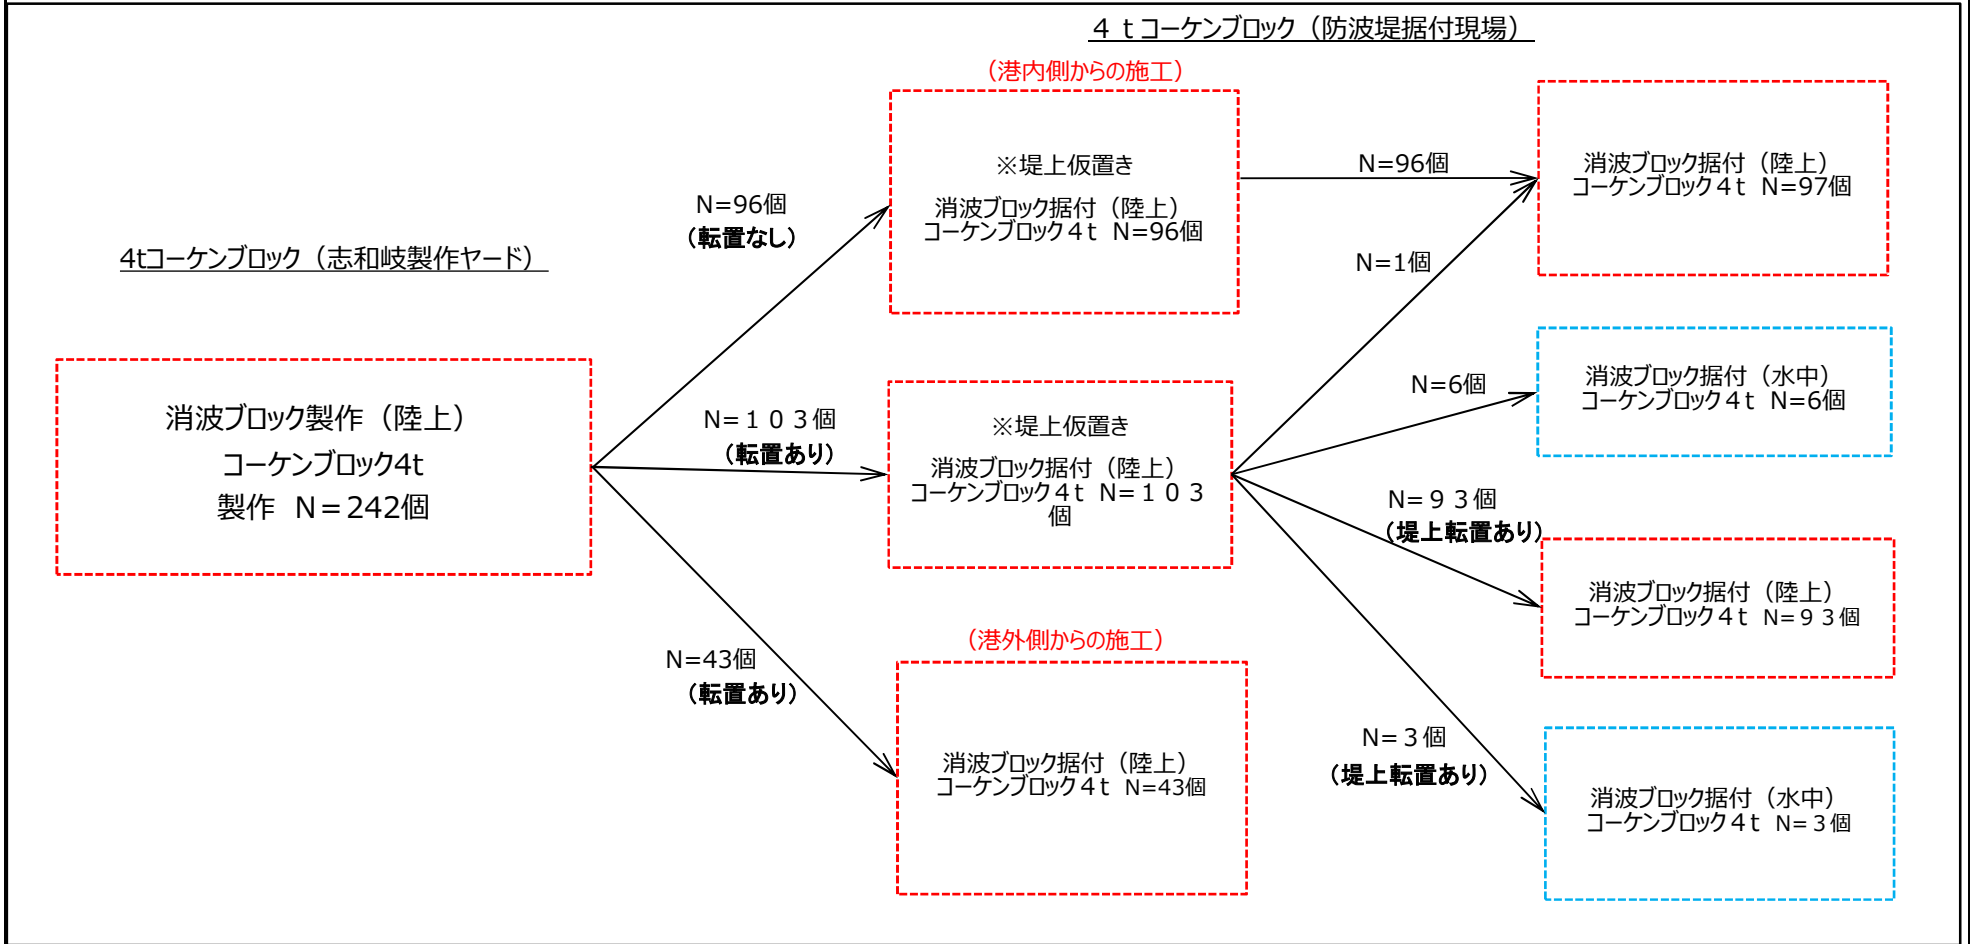 ４ｔコーケンブロック（防波堤据付現場）
4tコーケンブロック（志和岐製作ヤード）
消波ブロック製作（陸上）
コーケンブロック4t
製作 N＝242個
N=96個
（転置なし）
N=１０３個
（転置あり）
N=43個
（転置あり）
（港内側からの施工）
※堤上仮置き
消波ブロック据付（陸上）
コーケンブロック４t N=96個
※堤上仮置き
消波ブロック据付（陸上）
コーケンブロック４t N=１０３
個
（港外側からの施工）
消波ブロック据付（陸上）
コーケンブロック４t N=43個
N=96個
N=1個
N=6個
N=９３個
（堤上転置あり）
N=３個
（堤上転置あり）
消波ブロック据付（陸上）
コーケンブロック４t N=97個
消波ブロック据付（水中）
コーケンブロック４t N=6個
消波ブロック据付（陸上）
コーケンブロック４t N=９３個
消波ブロック据付（水中）
コーケンブロック４t N=３個